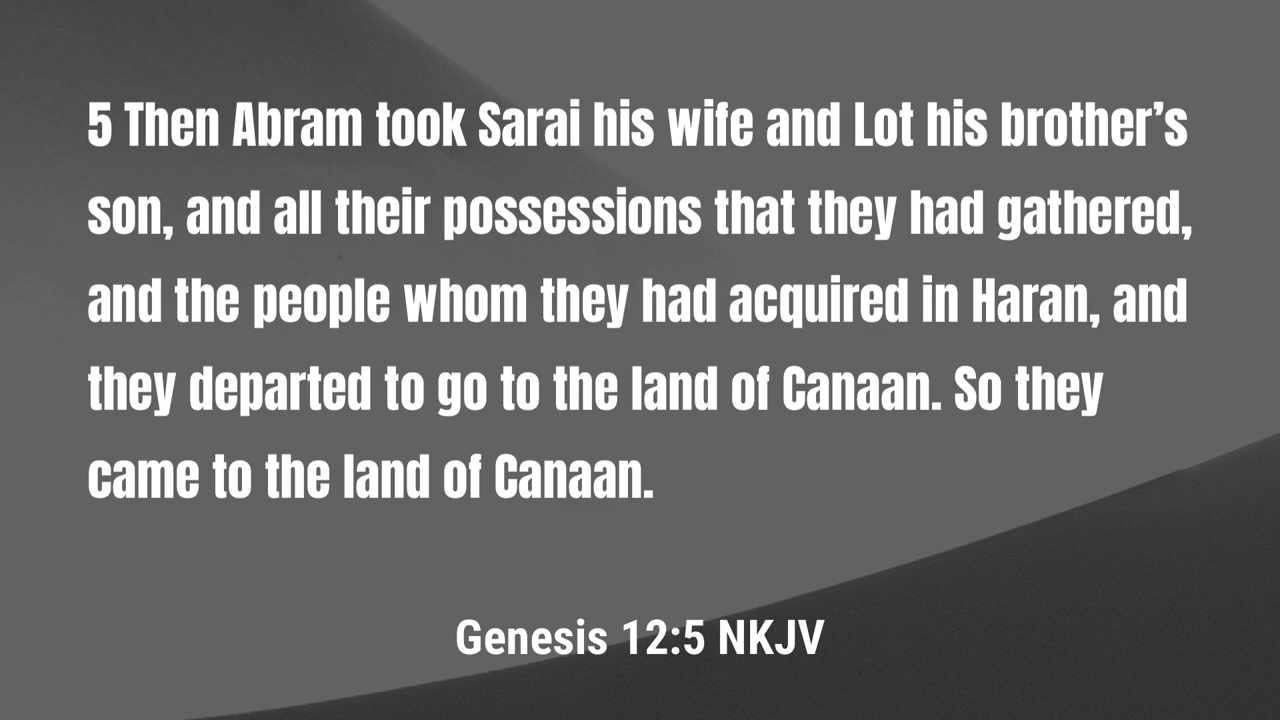 5 Then Abram took Sarai his wife and Lot his brother’s
son, and all their possessions that they had gathered,
and the people whom they had acquired in Haran, and
they departed to go to the land of Canaan. So they
came to the land of Canaan.
Genesis 12:5 NKJV